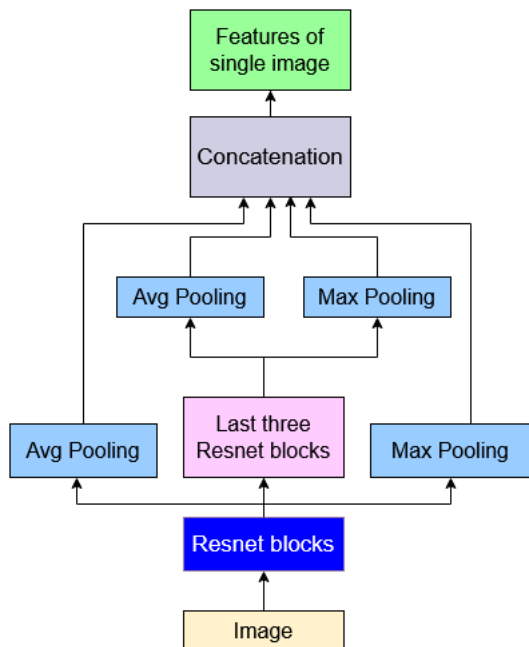 Features of
single image
Concatenation
Avg Pooling
Max Pooling
Last three
Resnet blocks
Avg Pooling
Max Pooling
Resnet blocks
Image